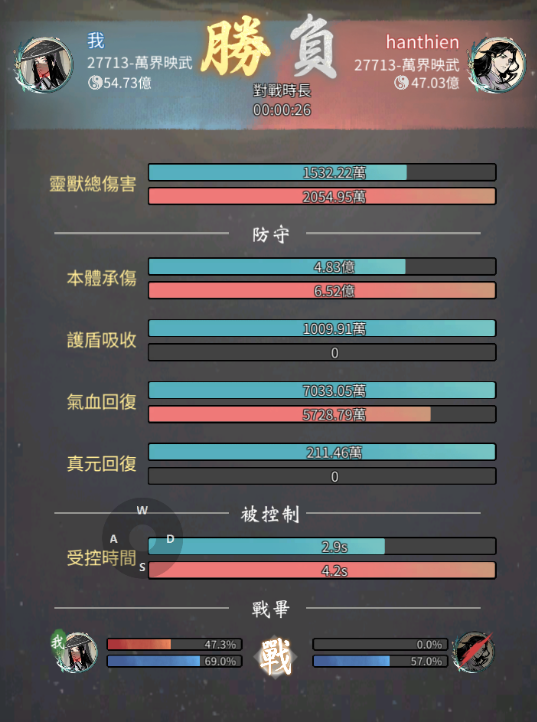 勝 負
我
hanthien
27713-萬界映武
27713-萬界映武
54.73億
47.03億
對戰時長
00:00:26
靈獸總傷害
1532.22萬
2054.95萬
防守
本體承傷
4.83億
6.52億
護盾吸收
1009.91萬
0
氣血回復
7033.05萬
5728.79萬
真元回復
211.46萬
0
被控制
W
A
D
S
受控時間
2.9s
4.2s
戰畢
我
47.3%
69.0%
戰
0.0%
57.0%